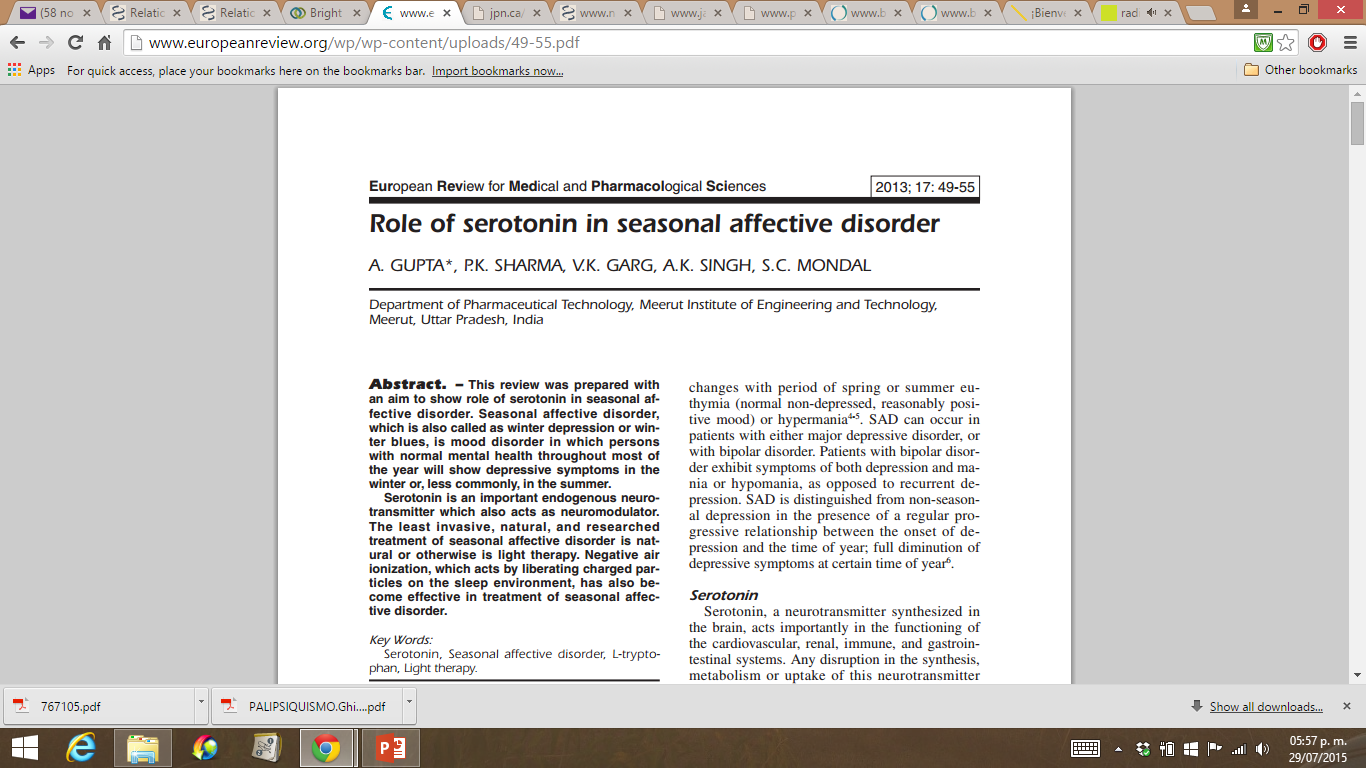 (58 no
Relatic
Relatic
Bright
www.e
jpn.ca/
www.n
www.ja
www.p
www.b
www.b
¡Bienv
radi
www.europeanreview.org/wp/wp-content/uploads/49-55.pdf
Apps For quick access, place your bookmarks here on the bookmarks bar. Import bookmarks now... Other bookmarks
European Review for Medical and Pharmacological Sciences
2013; 17: 49-55
Role of serotonin in seasonal affective disorder
A. GUPTA*, P.K. SHARMA, V.K. GARG, A.K. SINGH, S.C. MONDAL
Department of Pharmaceutical Technology, Meerut Institute of Engineering and Technology,
Meerut, Uttar Pradesh, India
Abstract. – This review was prepared with
an aim to show role of serotonin in seasonal af-
fective disorder. Seasonal affective disorder,
which is also called as winter depression or win-
ter blues, is mood disorder in which persons
with normal mental health throughout most of
the year will show depressive symptoms in the
winter or, less commonly, in the summer.
Serotonin is an important endogenous neuro-
transmitter which also acts as neuromodulator.
The least invasive, natural, and researched
treatment of seasonal affective disorder is nat-
ural or otherwise is light therapy. Negative air
ionization, which acts by liberating charged par-
ticles on the sleep environment, has also be-
come effective in treatment of seasonal affec-
tive disorder.
Key Words:
Serotonin, Seasonal affective disorder, L-trypto-
phan, Light therapy.
changes with period of spring or summer eu-
thymia (normal non-depressed, reasonably posi-
tive mood) or hypermania4-5. SAD can occur in
patients with either major depressive disorder, or
with bipolar disorder. Patients with bipolar disor-
der exhibit symptoms of both depression and ma-
nia or hypomania, as opposed to recurrent de-
pression. SAD is distinguished from non-season-
al depression in the presence of a regular pro-
gressive relationship between the onset of de-
pression and the time of year; full diminution of
depressive symptoms at certain time of year6.
Serotonin
Serotonin, a neurotransmitter synthesized in
the brain, acts importantly in the functioning of
the cardiovascular, renal, immune, and gastroin-
testinal systems. Any disruption in the synthesis,
metabolism or uptake of this neurotransmitter
767105.pdf
PALIPSIQUISMO.Ghi....pdf
Show all downloads...
05:57 p. m.
29/07/2015